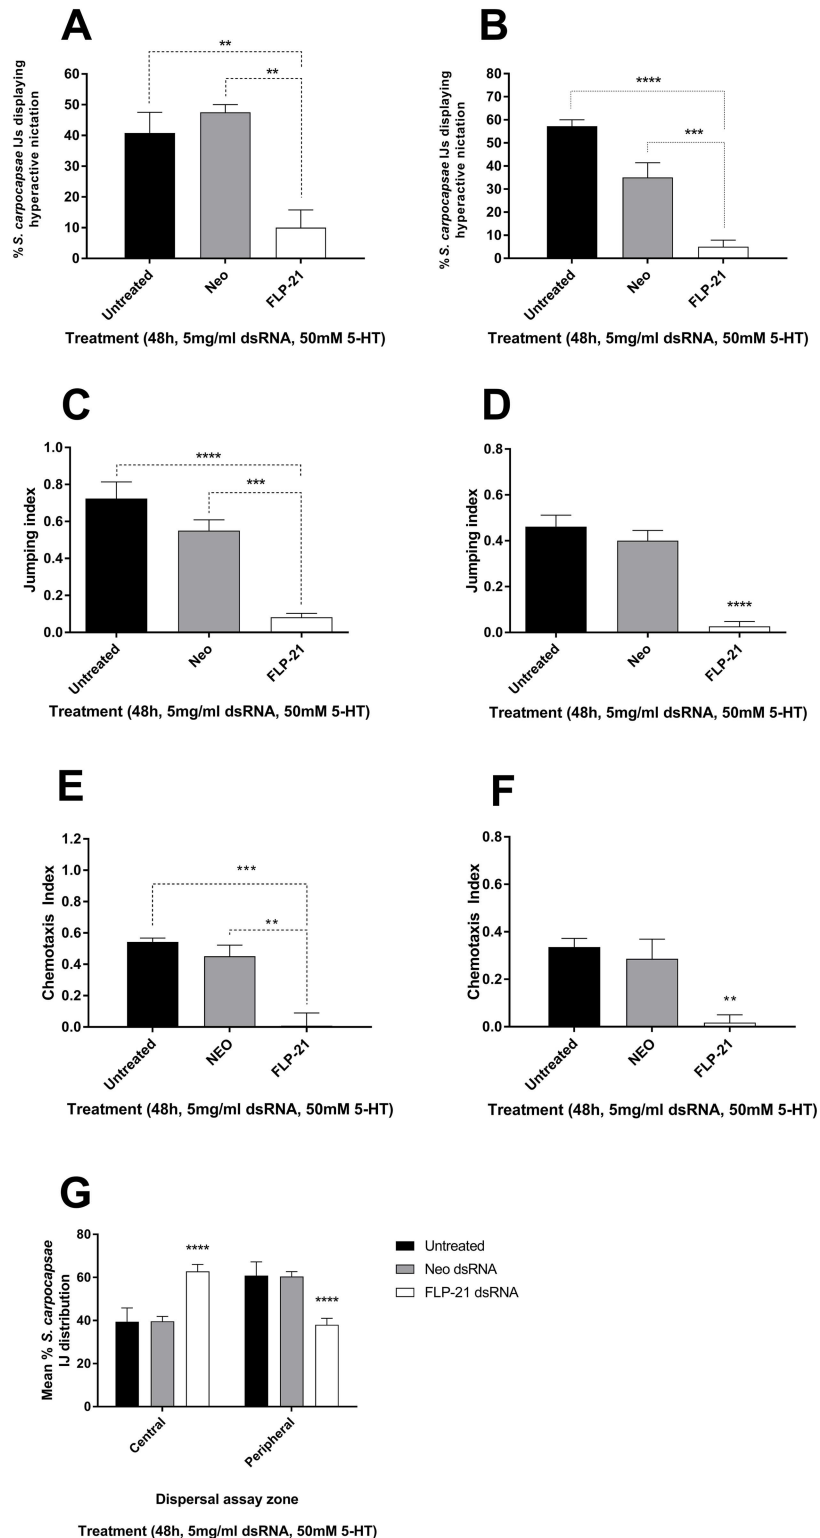 A
**
**
60
50
40
30
20
10
0
% S. carpocapsae IJs displaying
hyperactive nictation
Untreated
Neo
FLP-21
Treatment (48h, 5mg/ml dsRNA, 50mM 5-HT)
B
****
***
80
70
60
50
40
30
20
10
0
% S. carpocapsae IJs displaying
hyperactive nictation
Untreated
Neo
FLP-21
Treatment (48h, 5mg/ml dsRNA, 50mM 5-HT)
C
****
***
1.0
0.8
0.6
0.4
0.2
0.0
Jumping index
Untreated
Neo
FLP-21
Treatment (48h, 5mg/ml dsRNA, 50mM 5-HT)
D
****
0.8
0.6
0.4
0.2
0.0
Jumping index
Untreated
Neo
FLP-21
Treatment (48h, 5mg/ml dsRNA, 50mM 5-HT)
E
***
**
1.2
1.0
0.8
0.6
0.4
0.2
0.0
Chemotaxis Index
Untreated
NEO
FLP-21
Treatment (48h, 5mg/ml dsRNA, 50mM 5-HT)
F
**
0.8
0.6
0.4
0.2
0.0
Chemotaxis Index
Untreated
NEO
FLP-21
Treatment (48h, 5mg/ml dsRNA, 50mM 5-HT)
G
****
****
80
60
40
20
0
Mean % S. carpocapsae
IJ distribution
Central
Peripheral
Untreated
Neo dsRNA
FLP-21 dsRNA
Dispersal assay zone
Treatment (48h, 5mg/ml dsRNA, 50mM 5-HT)